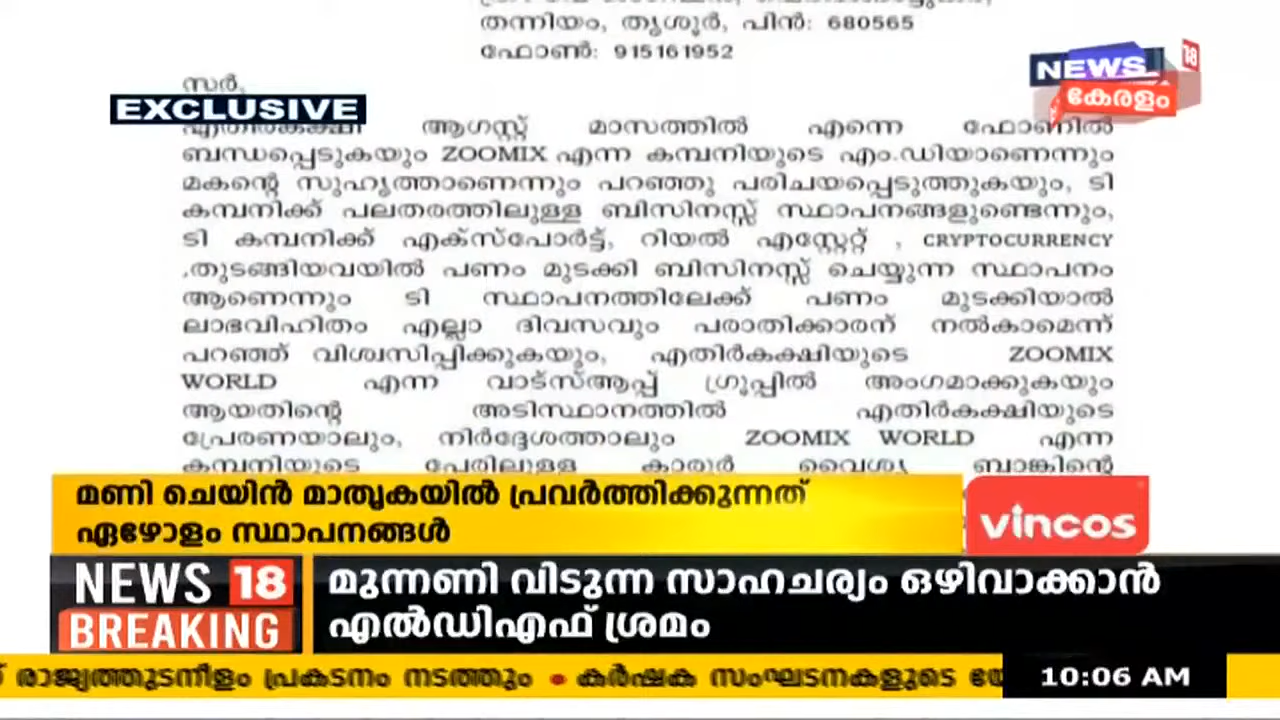 തന്നിയം, തൃശൂർ, പിൻ: 680565
ഫോൺ: 915161952
സർ,
EXCLUSIVE
NEWS 18
കേരളം
എതിർകക്ഷി ആഗസ്റ്റ് മാസത്തിൽ എന്നെ ഫോണിൽ
ബന്ധപ്പെടുകയും ZOOMIX എന്ന കമ്പനിയുടെ എം.ഡിയാണെന്നും
മകന്റെ സുഹൃത്താണെന്നും പറഞ്ഞു പരിചയപ്പെടുത്തുകയും, ടി
കമ്പനിക്ക് പലതരത്തിലുള്ള ബിസിനസ്സ് സ്ഥാപനങ്ങളുണ്ടെന്നും,
ടി കമ്പനിക്ക് എക്സ്പോർട്ട്, റിയൽ എസ്റ്റേറ്റ് , CRYPTOCURRENCY
,തുടങ്ങിയവയിൽ പണം മുടക്കി ബിസിനസ്സ് ചെയ്യുന്ന സ്ഥാപനം
ആണെന്നും ടി സ്ഥാപനത്തിലേക്ക് പണം മുടക്കിയാൽ
ലാഭവിഹിതം എല്ലാ ദിവസവും പരാതിക്കാരന് നൽകാമെന്ന്
പറഞ്ഞ് വിശ്വസിപ്പിക്കുകയും, എതിർകക്ഷിയുടെ ZOOMIX
WORLD എന്ന വാട്സ്ആപ്പ് ഗ്രൂപ്പിൽ അംഗമാക്കുകയും
ആയതിന്റെ അടിസ്ഥാനത്തിൽ എതിർകക്ഷിയുടെ
പ്രേരണയാലും, നിർദ്ദേശത്താലും ZOOMIX WORLD എന്ന
കമ്പനിയുടെ പേരിലുള്ള കാരൂർ വൈശ്യ ബാങ്കിന്റെ
മണി ചെയിൻ മാതൃകയിൽ പ്രവർത്തിക്കുന്നത്
ഏഴോളം സ്ഥാപനങ്ങൾ
vincos
NEWS 18
BREAKING
മുന്നണി വിടുന്ന സാഹചര്യം ഒഴിവാക്കാൻ
എൽഡിഎഫ് ശ്രമം
രാജ്യത്തുടനീളം പ്രകടനം നടത്തും • കർഷക സംഘടനകളുടെ
10:06 AM